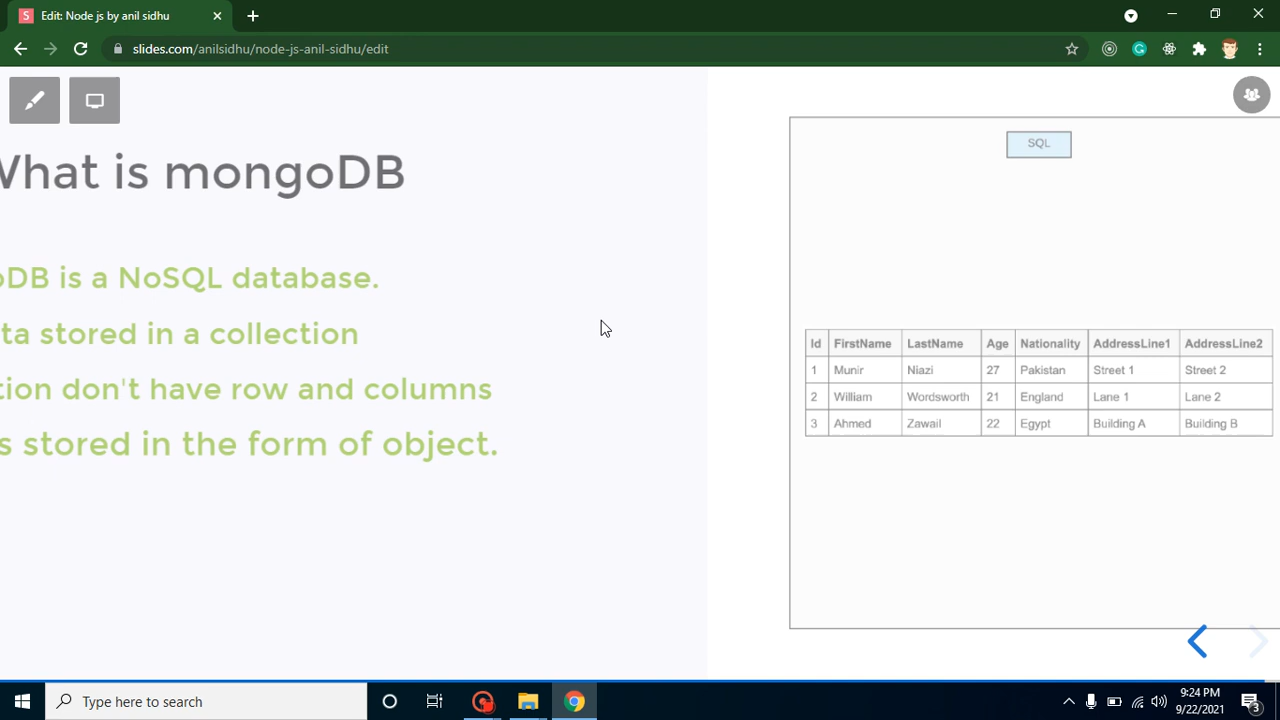 S Edit: Node js by anil sidhu
slides.com/anilsidhu/node-js-anil-sidhu/edit
What is mongoDB
oDB is a NoSQL database.
ta stored in a collection
tion don't have row and columns
s stored in the form of object.
SQL
Id FirstName LastName Age Nationality AddressLine1 AddressLine2
1 Munir Niazi 27 Pakistan Street 1 Street 2
2 William Wordsworth 21 England Lane 1 Lane 2
3 Ahmed Zawail 22 Egypt Building A Building B
Type here to search
9:24 PM
9/22/2021
3